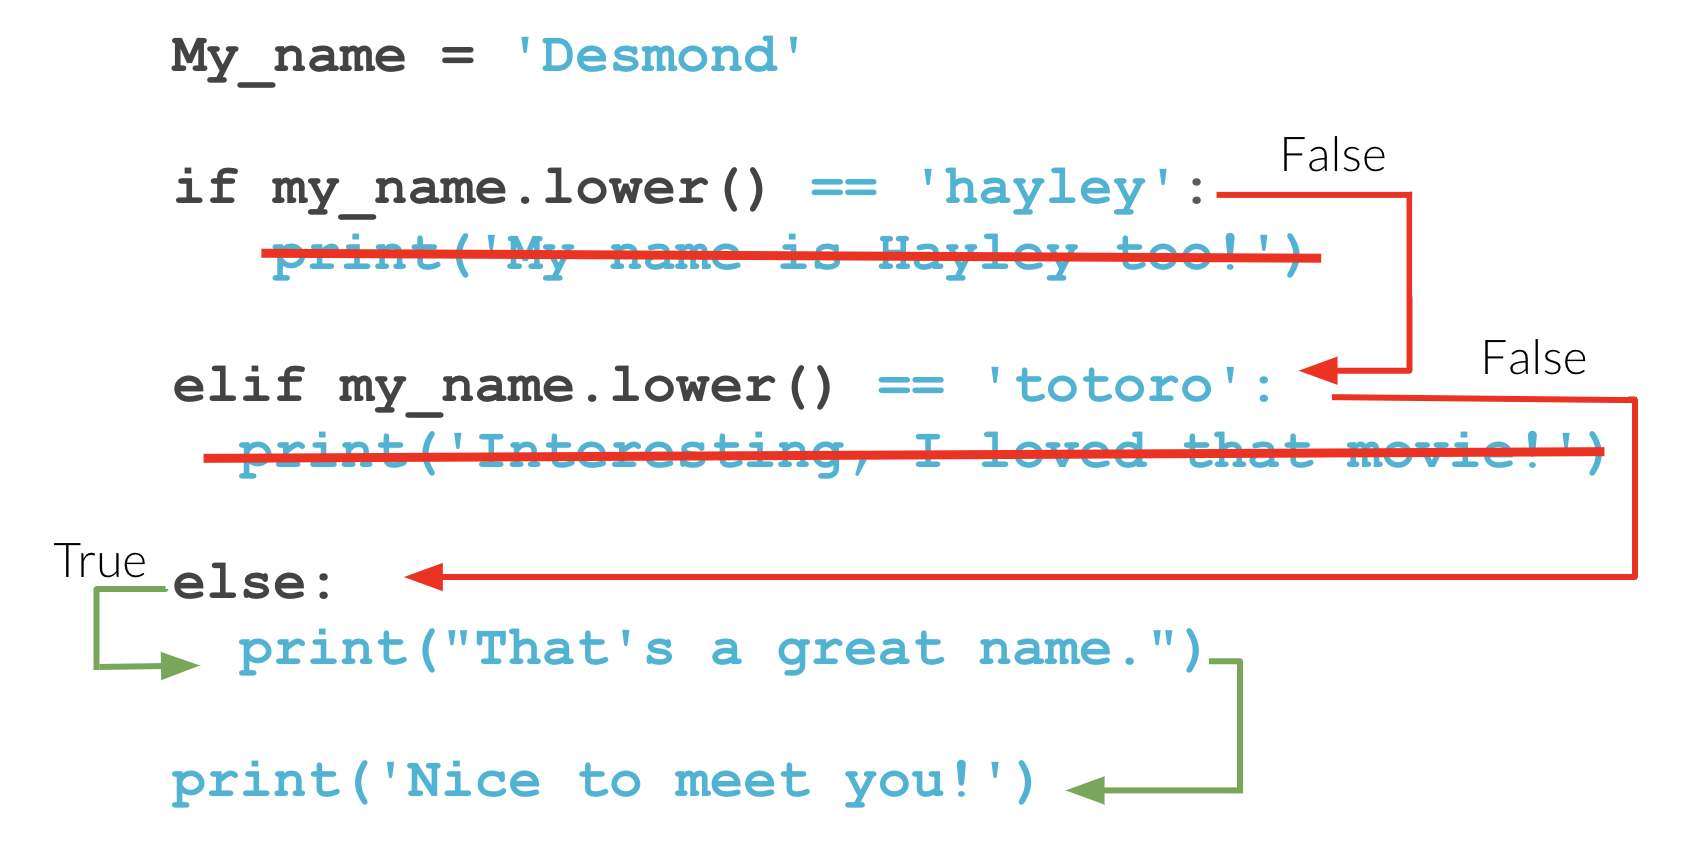 My_name = 'Desmond'
False
if my_name.lower() == 'hayley':
print('My name is Hayley too!')
False
elif my_name.lower() == 'totoro':
print('Interesting, I loved that movie!')
True
else:
print("That's a great name.")
print('Nice to meet you!')